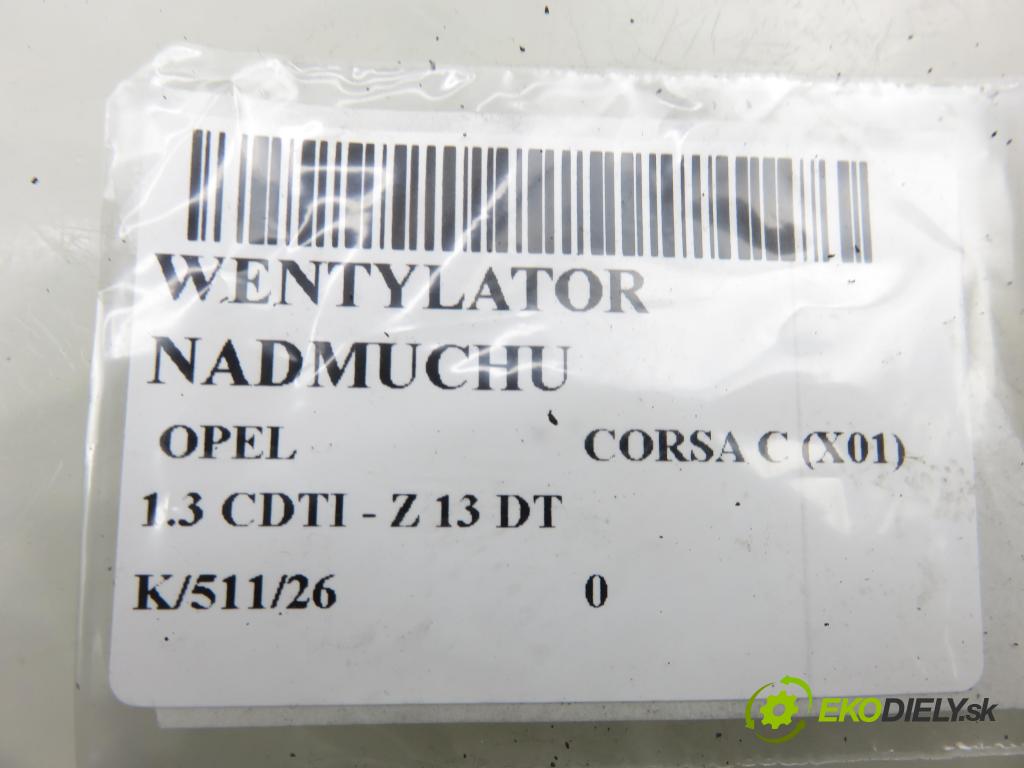 WENTYLATOR
NADMUCHU
OPEL CORSA C (X01)
1.3 CDTI - Z 13 DT
K/511/26 0
EKODIELY.sk